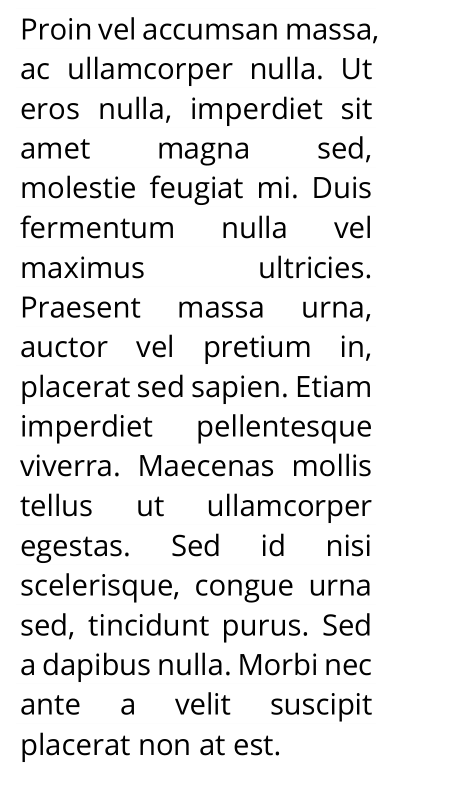 Proin vel accumsan massa,
ac ullamcorper nulla. Ut
eros nulla, imperdiet sit
amet magna sed,
molestie feugiat mi. Duis
fermentum nulla vel
maximus ultricies.
Praesent massa urna,
auctor vel pretium in,
placerat sed sapien. Etiam
imperdiet pellentesque
viverra. Maecenas mollis
tellus ut ullamcorper
egestas. Sed id nisi
scelerisque, congue urna
sed, tincidunt purus. Sed
a dapibus nulla. Morbi nec
ante a velit suscipit
placerat non at est.